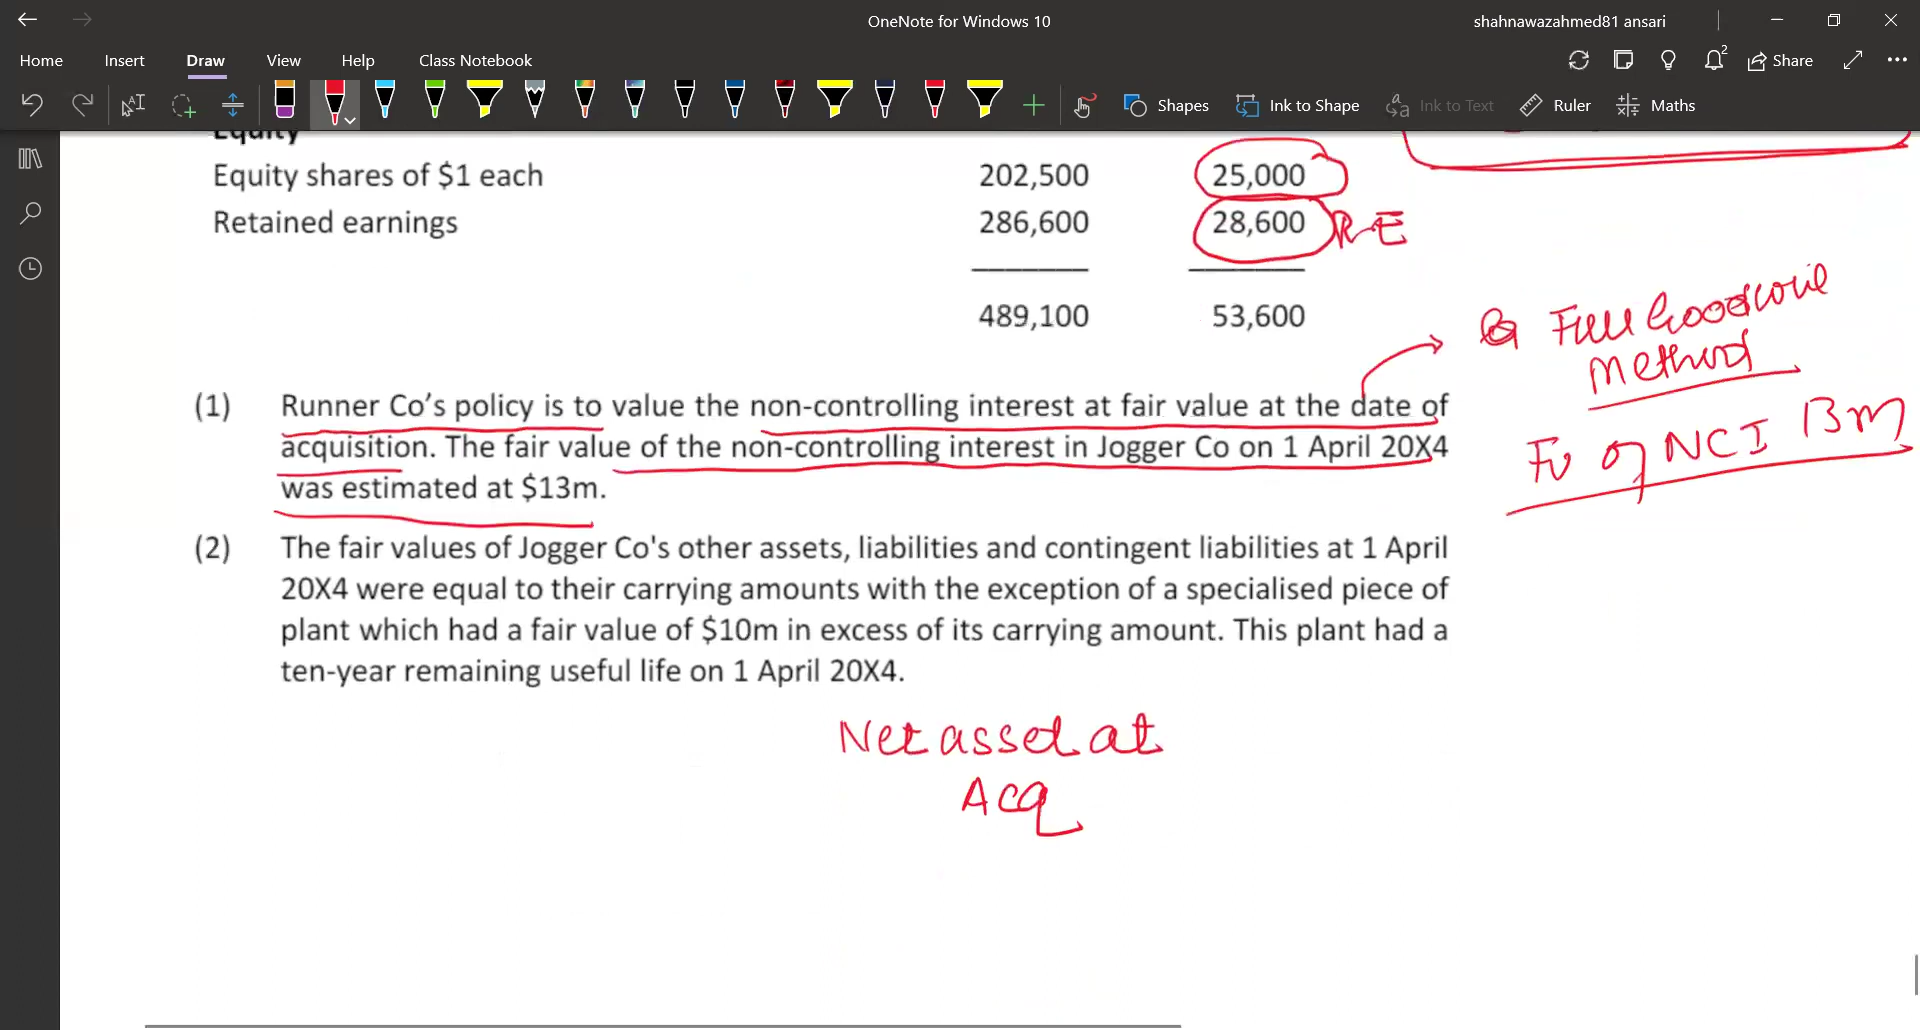 OneNote for Windows 10
shahnawazahmed81 ansari
Home Insert Draw View Help Class Notebook
2
Share
Shapes Ink to Shape Ink to Text Ruler Maths
Equity
Equity shares of $1 each 202,500 25,000
Retained earnings 286,600 28,600 RE
489,100 53,600
Full Goodwill
Method
(1) Runner Co's policy is to value the non-controlling interest at fair value at the date of
acquisition. The fair value of the non-controlling interest in Jogger Co on 1 April 20X4
was estimated at $13m.
Fv of NCI 13m
(2) The fair values of Jogger Co's other assets, liabilities and contingent liabilities at 1 April
20X4 were equal to their carrying amounts with the exception of a specialised piece of
plant which had a fair value of $10m in excess of its carrying amount. This plant had a
ten-year remaining useful life on 1 April 20X4.
Net asset at
Acq